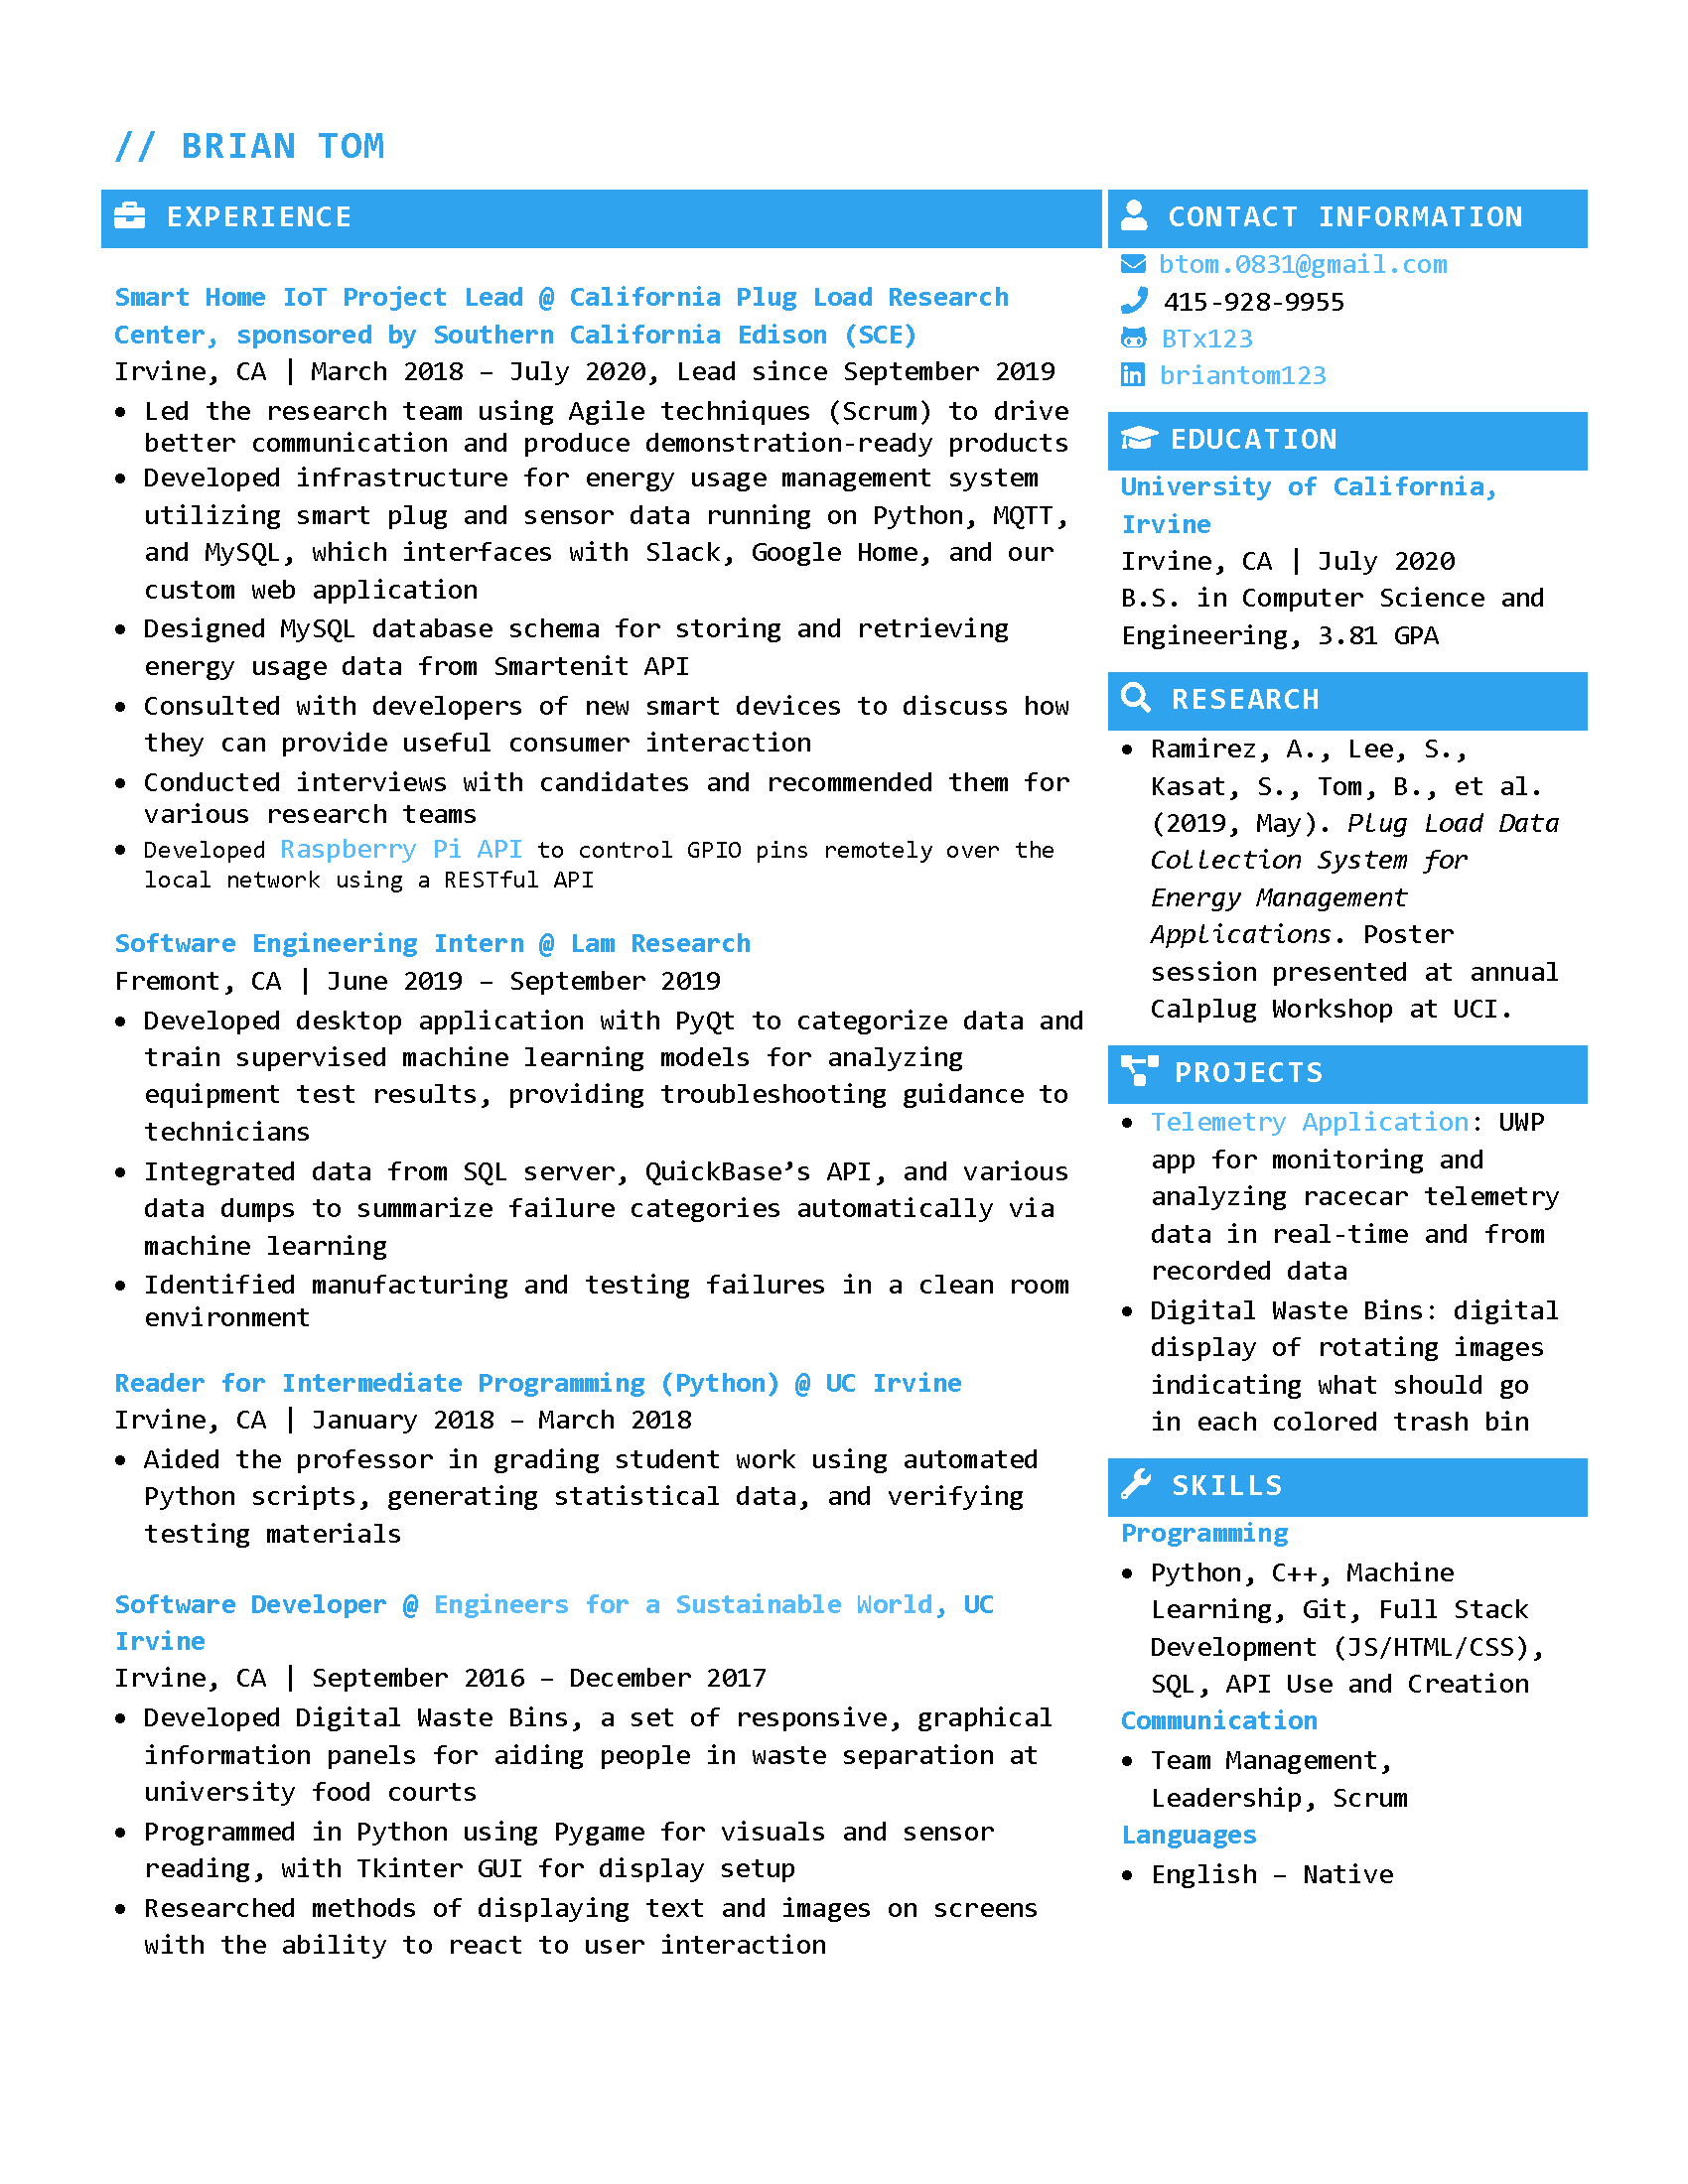 // BRIAN TOM
EXPERIENCE
Smart Home IoT Project Lead @ California Plug Load Research
Center, sponsored by Southern California Edison (SCE)
Irvine, CA | March 2018 – July 2020, Lead since September 2019
• Led the research team using Agile techniques (Scrum) to drive
better communication and produce demonstration-ready products
• Developed infrastructure for energy usage management system
utilizing smart plug and sensor data running on Python, MQTT,
and MySQL, which interfaces with Slack, Google Home, and our
custom web application
• Designed MySQL database schema for storing and retrieving
energy usage data from Smartenit API
• Consulted with developers of new smart devices to discuss how
they can provide useful consumer interaction
• Conducted interviews with candidates and recommended them for
various research teams
• Developed Raspberry Pi API to control GPIO pins remotely over the
local network using a RESTful API
Software Engineering Intern @ Lam Research
Fremont, CA | June 2019 – September 2019
• Developed desktop application with PyQt to categorize data and
train supervised machine learning models for analyzing
equipment test results, providing troubleshooting guidance to
technicians
• Integrated data from SQL server, QuickBase’s API, and various
data dumps to summarize failure categories automatically via
machine learning
• Identified manufacturing and testing failures in a clean room
environment
Reader for Intermediate Programming (Python) @ UC Irvine
Irvine, CA | January 2018 – March 2018
• Aided the professor in grading student work using automated
Python scripts, generating statistical data, and verifying
testing materials
Software Developer @ Engineers for a Sustainable World, UC
Irvine
Irvine, CA | September 2016 – December 2017
• Developed Digital Waste Bins, a set of responsive, graphical
information panels for aiding people in waste separation at
university food courts
• Programmed in Python using Pygame for visuals and sensor
reading, with Tkinter GUI for display setup
• Researched methods of displaying text and images on screens
with the ability to react to user interaction
CONTACT INFORMATION
btom.0831@gmail.com
415-928-9955
BTx123
briantom123
EDUCATION
University of California,
Irvine
Irvine, CA | July 2020
B.S. in Computer Science and
Engineering, 3.81 GPA
RESEARCH
• Ramirez, A., Lee, S.,
Kasat, S., Tom, B., et al.
(2019, May). Plug Load Data
Collection System for
Energy Management
Applications. Poster
session presented at annual
Calplug Workshop at UCI.
PROJECTS
• Telemetry Application: UWP
app for monitoring and
analyzing racecar telemetry
data in real-time and from
recorded data
• Digital Waste Bins: digital
display of rotating images
indicating what should go
in each colored trash bin
SKILLS
Programming
• Python, C++, Machine
Learning, Git, Full Stack
Development (JS/HTML/CSS),
SQL, API Use and Creation
Communication
• Team Management,
Leadership, Scrum
Languages
• English – Native